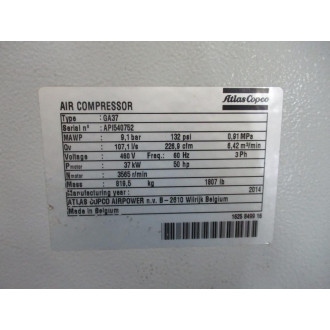 AIR COMPRESSOR
Atlas Copco
Type : GA37
Serial n° : API540752
MAWP : 9,1 bar 132 psi 0,91 MPa
Qv : 107,1 l/s 226,9 cfm 6,42 m³/min
Voltage : 460 V Freq.: 60 Hz 3 Ph
Pmotor : 37 kW 50 hp
Nmotor : 3565 r/min
Mass : 819,5 kg 1807 lb
Manufacturing year : 2014
ATLAS COPCO AIRPOWER n.v. B - 2610 Wilrijk Belgium
Made in Belgium